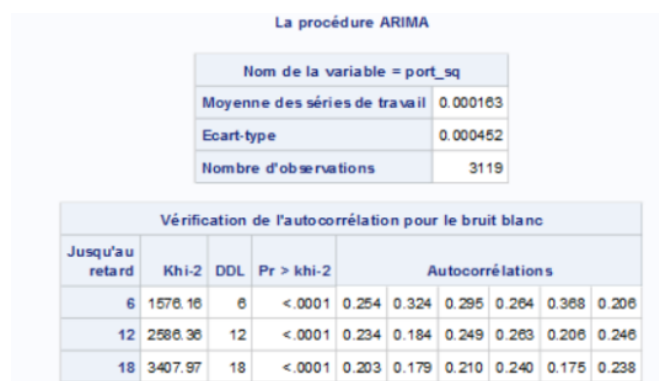 La procédure ARIMA
Nom de la variable = port_sq
Moyenne des séries de travail 0.000163
Ecart-type 0.000452
Nombre d'observations 3119
Vérification de l'autocorrélation pour le bruit blanc
Jusqu'au retard Khi-2 DDL Pr > khi-2 Autocorrélations
6 1576.16 6 <.0001 0.254 0.324 0.295 0.264 0.368 0.206
12 2586.36 12 <.0001 0.234 0.184 0.249 0.263 0.206 0.246
18 3407.97 18 <.0001 0.203 0.179 0.210 0.240 0.175 0.238